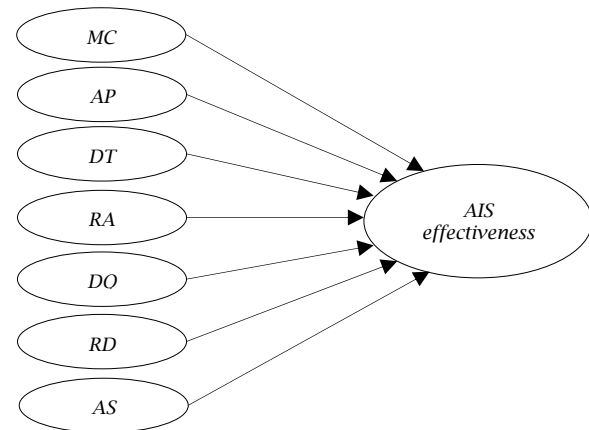 MC
AP
DT
RA
DO
RD
AS
AIS
effectiveness